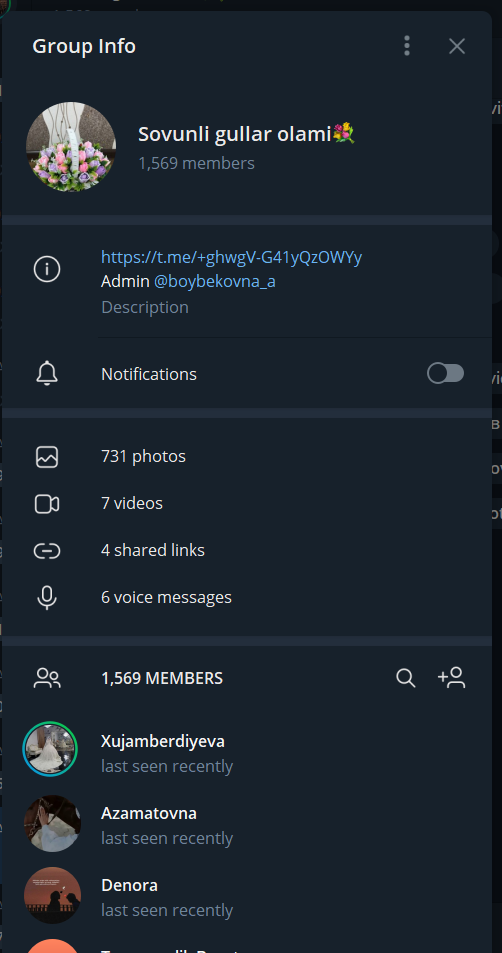 Group Info
Sovunli gullar olami💐
1,569 members
https://t.me/+ghwgV-G41yQzOWYy
Admin @boybekovna_a
Description
Notifications
731 photos
7 videos
4 shared links
6 voice messages
1,569 MEMBERS
Xujamberdiyeva
last seen recently
Azamatovna
last seen recently
Denora
last seen recently